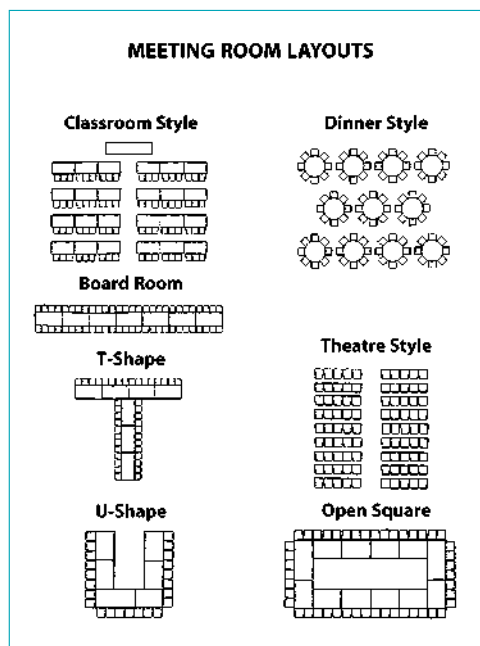 MEETING ROOM LAYOUTS
Classroom Style
Dinner Style
Board Room
T-Shape
Theatre Style
U-Shape
Open Square